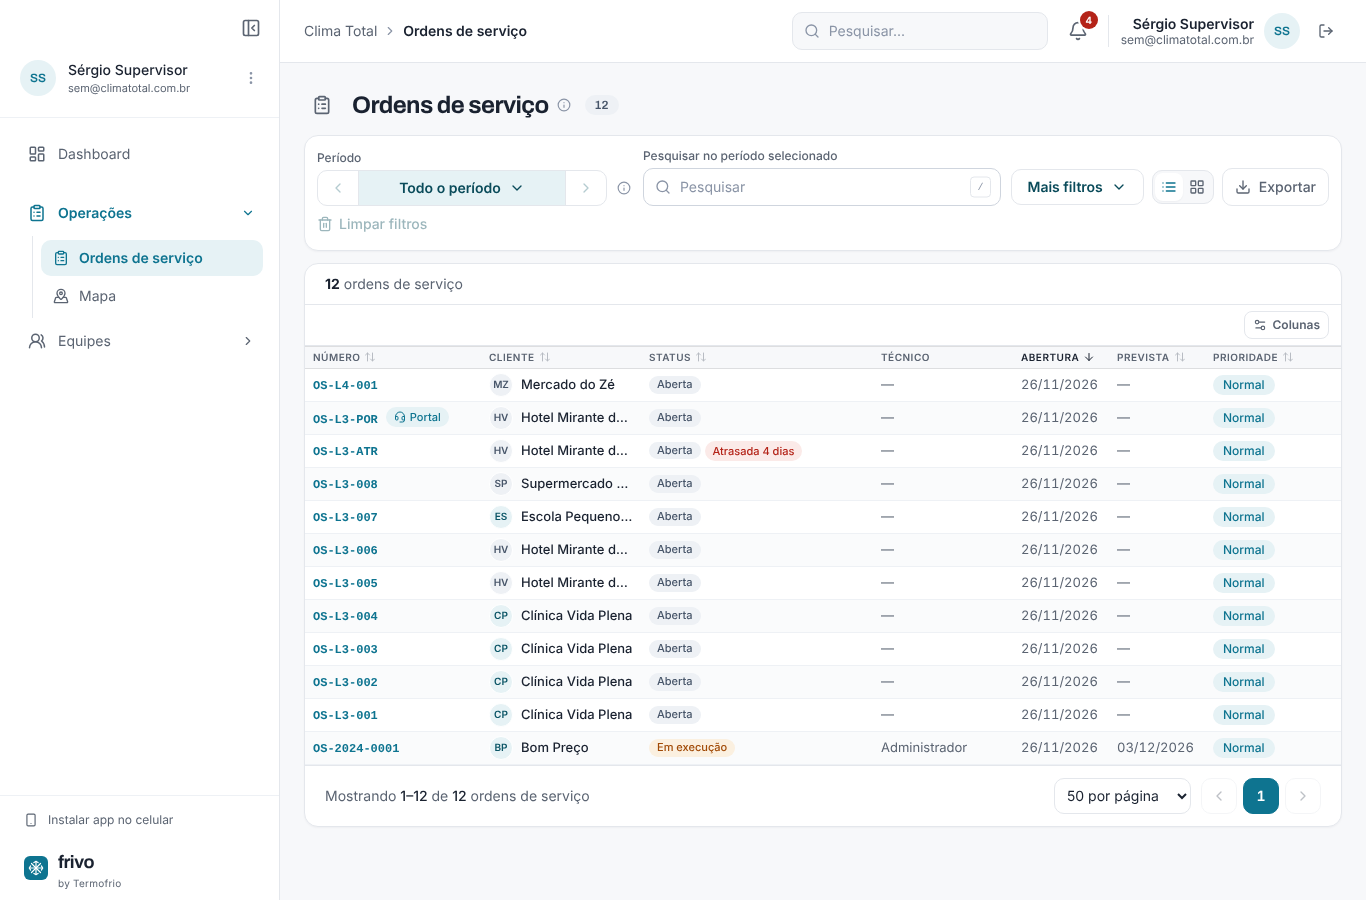 SS
Sérgio Supervisor
sem@climatotal.com.br
Dashboard
Operações
Ordens de serviço
Mapa
Equipes
Instalar app no celular
frivo
by Termofrio
Clima Total > Ordens de serviço
Pesquisar...
4
Sérgio Supervisor
sem@climatotal.com.br
SS
Ordens de serviço 12
Período
Todo o período
Pesquisar no período selecionado
Pesquisar /
Mais filtros
Exportar
Limpar filtros
12 ordens de serviço
Colunas
NÚMERO CLIENTE STATUS TÉCNICO ABERTURA PREVISTA PRIORIDADE
OS-L4-001 MZ Mercado do Zé Aberta — 26/11/2026 — Normal
OS-L3-POR Portal HV Hotel Mirante d... Aberta — 26/11/2026 — Normal
OS-L3-ATR HV Hotel Mirante d... Aberta Atrasada 4 dias — 26/11/2026 — Normal
OS-L3-008 SP Supermercado ... Aberta — 26/11/2026 — Normal
OS-L3-007 ES Escola Pequeno... Aberta — 26/11/2026 — Normal
OS-L3-006 HV Hotel Mirante d... Aberta — 26/11/2026 — Normal
OS-L3-005 HV Hotel Mirante d... Aberta — 26/11/2026 — Normal
OS-L3-004 CP Clínica Vida Plena Aberta — 26/11/2026 — Normal
OS-L3-003 CP Clínica Vida Plena Aberta — 26/11/2026 — Normal
OS-L3-002 CP Clínica Vida Plena Aberta — 26/11/2026 — Normal
OS-L3-001 CP Clínica Vida Plena Aberta — 26/11/2026 — Normal
OS-2024-0001 BP Bom Preço Em execução Administrador 26/11/2026 03/12/2026 Normal
Mostrando 1–12 de 12 ordens de serviço
50 por página
1